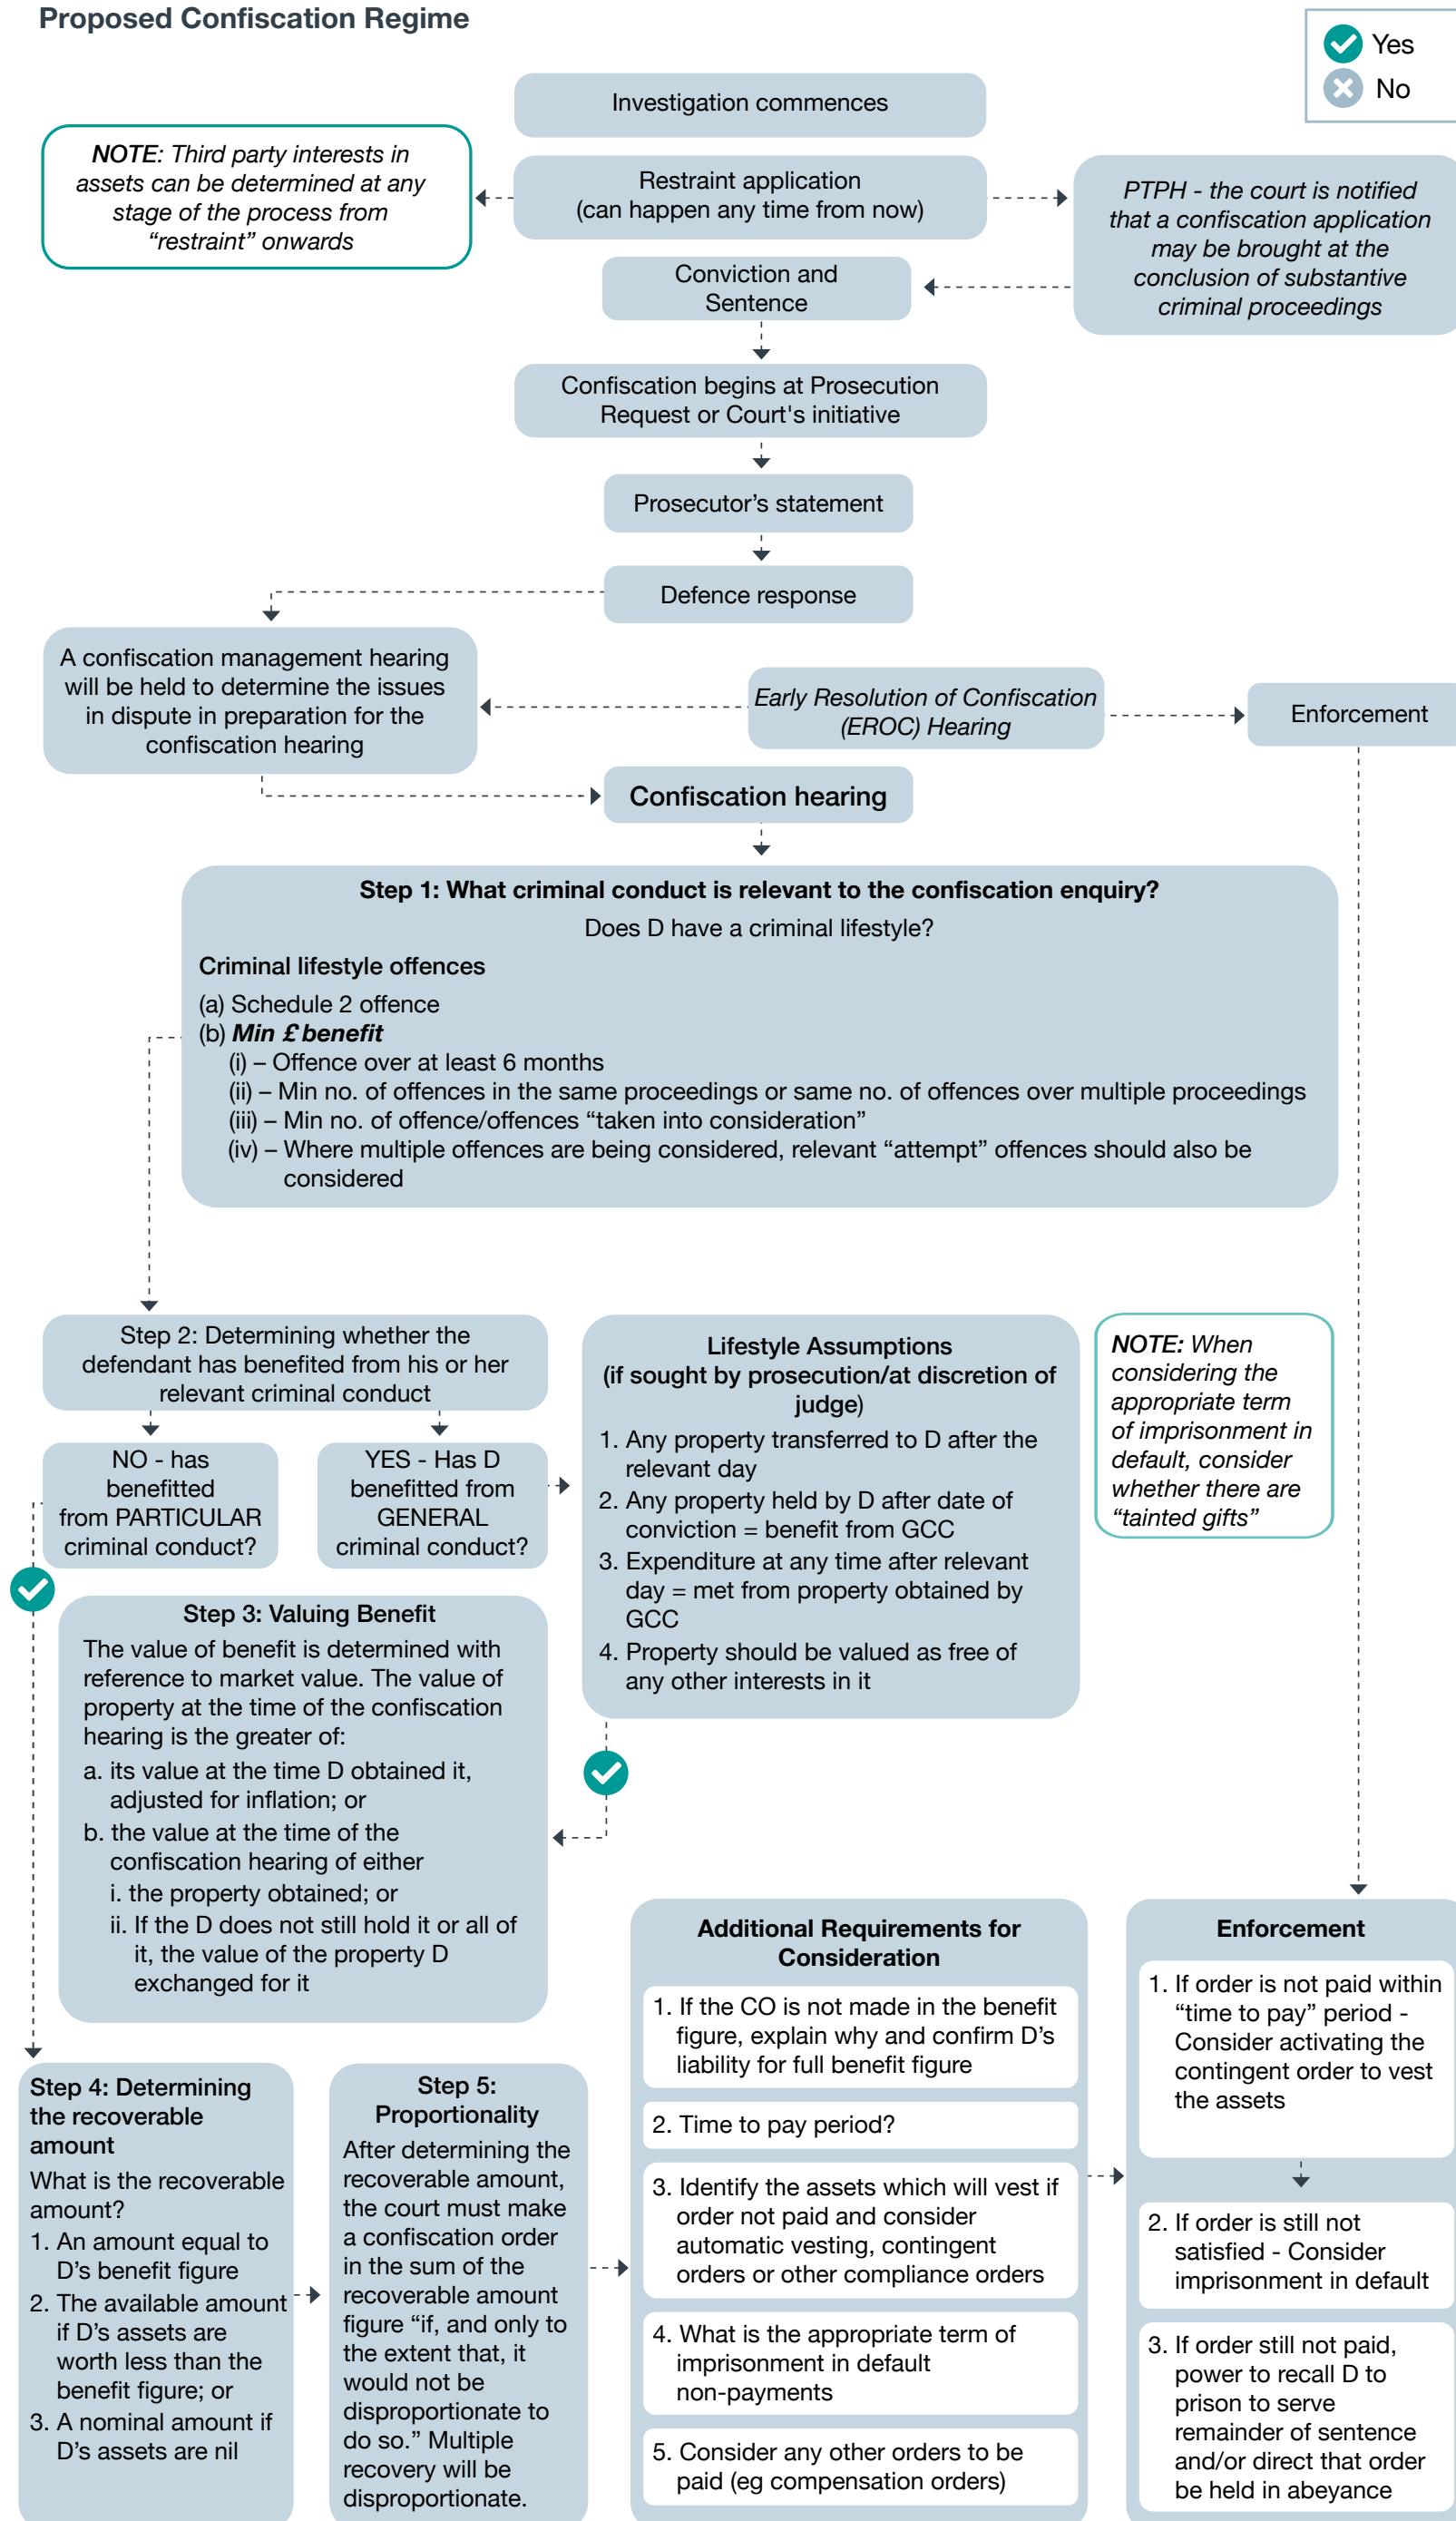 Proposed Confiscation Regime
Yes
No
Investigation commences
NOTE: Third party interests in
assets can be determined at any
stage of the process from
“restraint” onwards
Restraint application
(can happen any time from now)
PTPH - the court is notified
that a confiscation application
may be brought at the
conclusion of substantive
criminal proceedings
Conviction and
Sentence
Confiscation begins at Prosecution
Request or Court's initiative
Prosecutor’s statement
Defence response
A confiscation management hearing
will be held to determine the issues
in dispute in preparation for the
confiscation hearing
Early Resolution of Confiscation
(EROC) Hearing
Enforcement
Confiscation hearing
Step 1: What criminal conduct is relevant to the confiscation enquiry?
Does D have a criminal lifestyle?
Criminal lifestyle offences
(a) Schedule 2 offence
(b) Min £ benefit
(i) – Offence over at least 6 months
(ii) – Min no. of offences in the same proceedings or same no. of offences over multiple proceedings
(iii) – Min no. of offence/offences “taken into consideration”
(iv) – Where multiple offences are being considered, relevant “attempt” offences should also be
considered
Step 2: Determining whether the
defendant has benefited from his or her
relevant criminal conduct
NO - has
benefitted
from PARTICULAR
criminal conduct?
YES - Has D
benefitted from
GENERAL
criminal conduct?
Lifestyle Assumptions
(if sought by prosecution/at discretion of
judge)
1. Any property transferred to D after the
relevant day
2. Any property held by D after date of
conviction = benefit from GCC
3. Expenditure at any time after relevant
day = met from property obtained by
GCC
4. Property should be valued as free of
any other interests in it
NOTE: When
considering the
appropriate term
of imprisonment in
default, consider
whether there are
“tainted gifts”
Step 3: Valuing Benefit
The value of benefit is determined with
reference to market value. The value of
property at the time of the confiscation
hearing is the greater of:
a. its value at the time D obtained it,
adjusted for inflation; or
b. the value at the time of the
confiscation hearing of either
i. the property obtained; or
ii. If the D does not still hold it or all of
it, the value of the property D
exchanged for it
Step 4: Determining
the recoverable
amount
What is the recoverable
amount?
1. An amount equal to
D’s benefit figure
2. The available amount
if D’s assets are
worth less than the
benefit figure; or
3. A nominal amount if
D’s assets are nil
Step 5:
Proportionality
After determining the
recoverable amount,
the court must make
a confiscation order
in the sum of the
recoverable amount
figure “if, and only to
the extent that, it
would not be
disproportionate to
do so.” Multiple
recovery will be
disproportionate.
Additional Requirements for
Consideration
1. If the CO is not made in the benefit
figure, explain why and confirm D’s
liability for full benefit figure
2. Time to pay period?
3. Identify the assets which will vest if
order not paid and consider
automatic vesting, contingent
orders or other compliance orders
4. What is the appropriate term of
imprisonment in default
non-payments
5. Consider any other orders to be
paid (eg compensation orders)
Enforcement
1. If order is not paid within
“time to pay” period -
Consider activating the
contingent order to vest
the assets
2. If order is still not
satisfied - Consider
imprisonment in default
3. If order still not paid,
power to recall D to
prison to serve
remainder of sentence
and/or direct that order
be held in abeyance